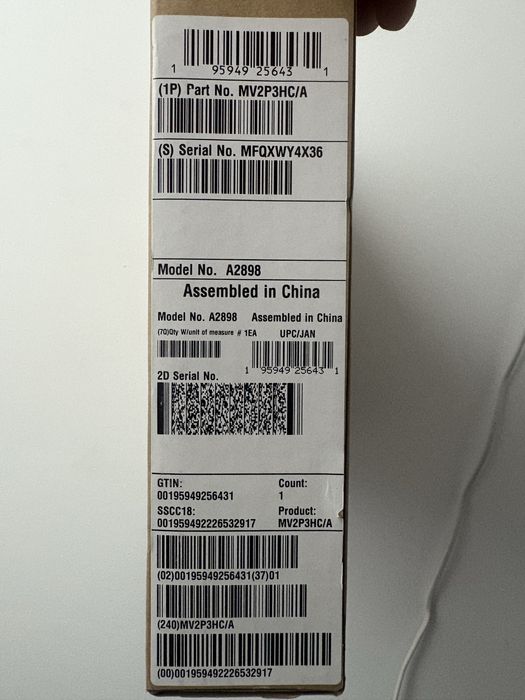 1 95949 25643 1
(1P) Part No. MV2P3HC/A
(S) Serial No. MFQXWY4X36
Model No. A2898
Assembled in China
Model No. A2898 Assembled in China
(7Q)Qty W/unit of measure # 1EA UPC/JAN
1 95949 25643 1
2D Serial No.
GTIN: Count:
00195949256431 1
SSCC18: Product:
001959492226532917 MV2P3HC/A
(02)00195949256431(37)01
(240)MV2P3HC/A
(00)001959492226532917